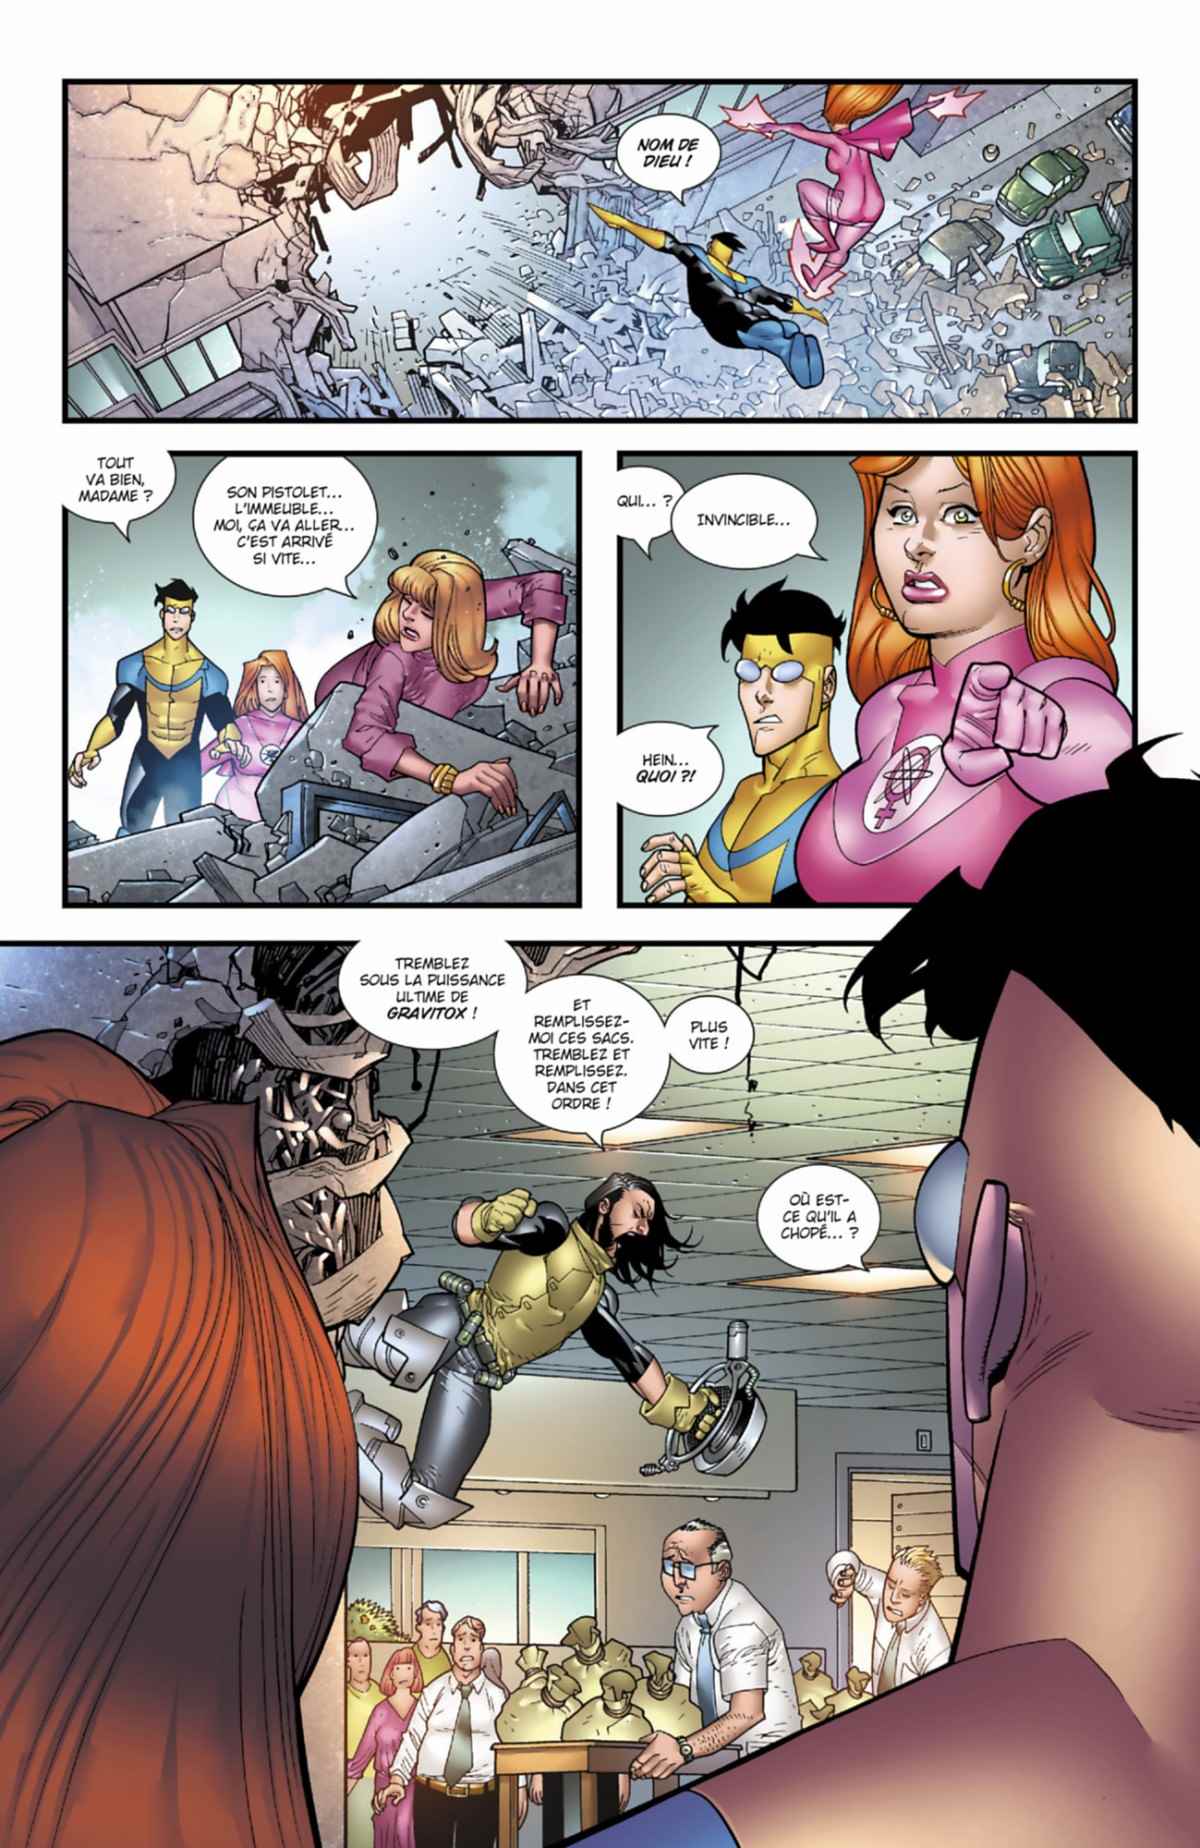 NOM DE
DIEU !
TOUT
VA BIEN,
MADAME ?
SON PISTOLET...
L'IMMEUBLE...
MOI, ÇA VA ALLER...
C'EST ARRIVÉ
SI VITE...
QUI... ?
INVINCIBLE...
HEIN...
QUOI ?!
TREMBLEZ
SOUS LA PUISSANCE
ULTIME DE
GRAVITOX !
ET
REMPLISSEZ-
MOI CES SACS.
TREMBLEZ ET
REMPLISSEZ.
DANS CET
ORDRE !
PLUS
VITE !
OÙ EST-
CE QU'IL A
CHOPÉ... ?